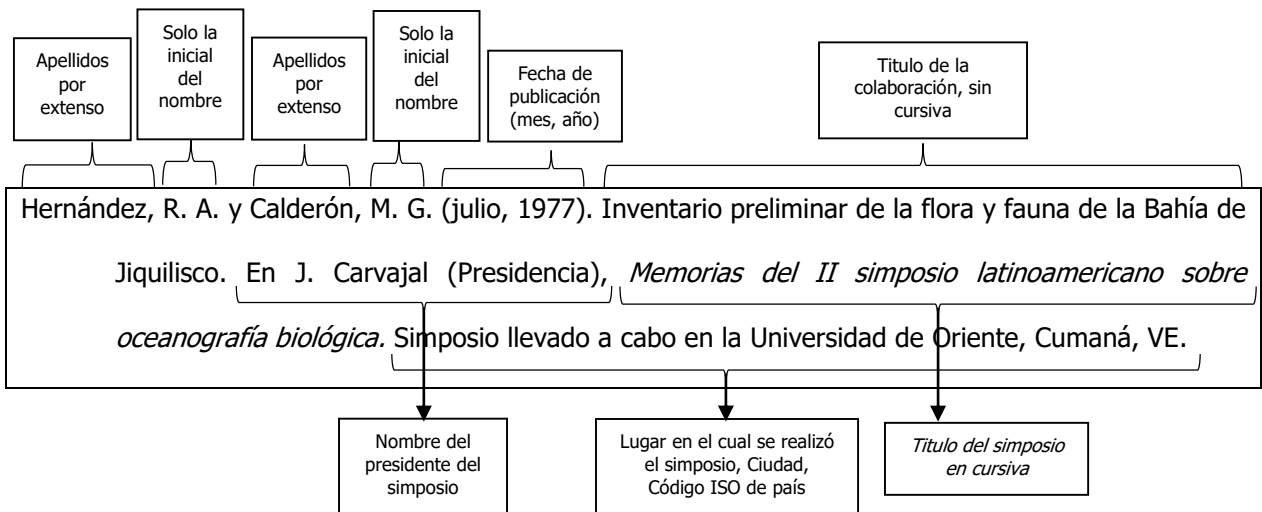 Apellidos
por
extenso
Solo la
inicial
del
nombre
Apellidos
por
extenso
Solo la
inicial
del
nombre
Fecha de
publicación
(mes, año)
Titulo de la
colaboración, sin
cursiva
Hernández, R. A. y Calderón, M. G. (julio, 1977). Inventario preliminar de la flora y fauna de la Bahía de
Jiquilisco. En J. Carvajal (Presidencia), Memorias del II simposio latinoamericano sobre
oceanografía biológica. Simposio llevado a cabo en la Universidad de Oriente, Cumaná, VE.
Nombre del
presidente del
simposio
Lugar en el cual se realizó
el simposio, Ciudad,
Código ISO de país
Titulo del simposio
en cursiva